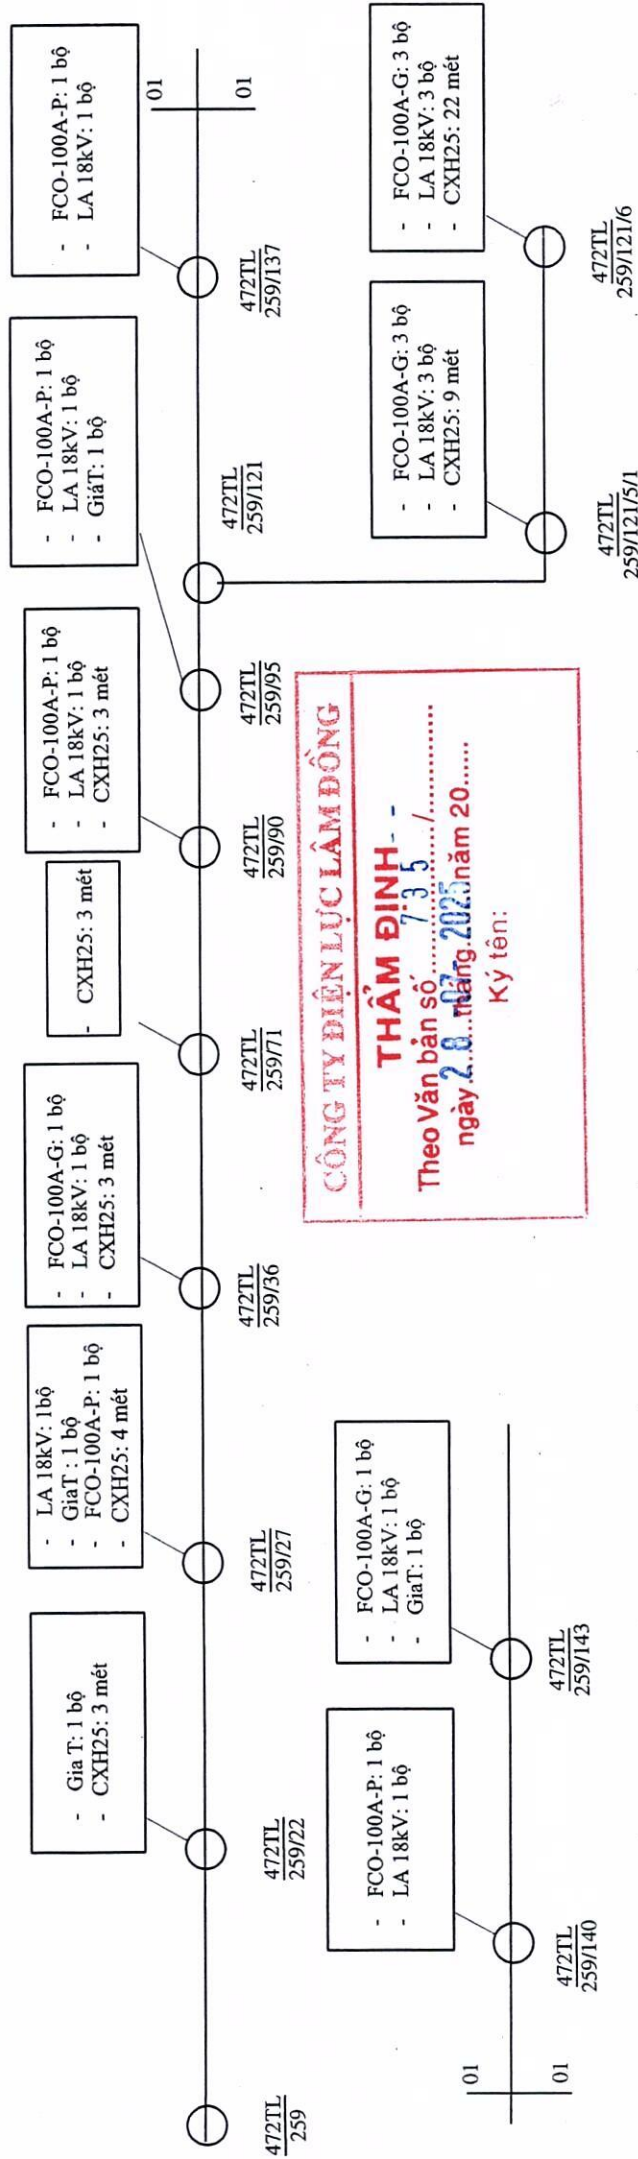 - Gia T: 1 bộ
- CXH25: 3 mét
- LA 18kV: 1bộ
- GiaT : 1 bộ
- FCO-100A-P: 1 bộ
- CXH25: 4 mét
- FCO-100A-G: 1 bộ
- LA 18kV: 1 bộ
- CXH25: 3 mét
- CXH25: 3 mét
- FCO-100A-P: 1 bộ
- LA 18kV: 1 bộ
- CXH25: 3 mét
- FCO-100A-P: 1 bộ
- LA 18kV: 1 bộ
- GiáT: 1 bộ
- FCO-100A-P: 1 bộ
- LA 18kV: 1 bộ
01
01
472TL
259
472TL
259/22
472TL
259/27
472TL
259/36
472TL
259/71
472TL
259/90
472TL
259/95
472TL
259/121
472TL
259/137
- FCO-100A-P: 1 bộ
- LA 18kV: 1 bộ
- FCO-100A-G: 1 bộ
- LA 18kV: 1 bộ
- GiaT: 1 bộ
01
01
472TL
259/140
472TL
259/143
CÔNG TY ĐIỆN LỰC LÂM ĐỒNG
THẨM ĐỊNH
Theo Văn bản số 735 /
ngày 28 -07- 2025 tháng năm 20
Ký tên:
- FCO-100A-G: 3 bộ
- LA 18kV: 3 bộ
- CXH25: 9 mét
- FCO-100A-G: 3 bộ
- LA 18kV: 3 bộ
- CXH25: 22 mét
472TL
259/121/5/1
472TL
259/121/6